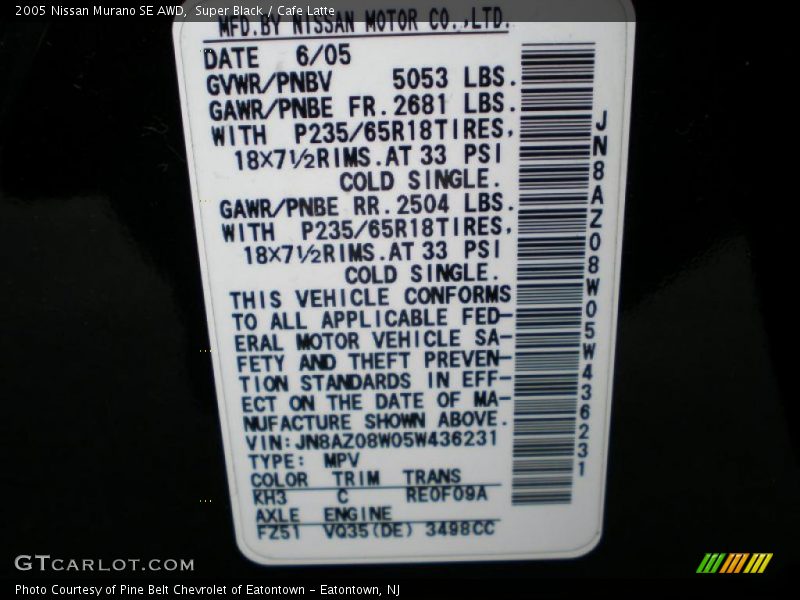 2005 Nissan Murano SE AWD,  Super Black / Cafe Latte
MFD.BY NISSAN MOTOR CO.,LTD.
DATE 6/05
GVWR/PNBV 5053 LBS.
GAWR/PNBE FR.2681 LBS.
WITH P235/65R18TIRES,
18×7½RIMS.AT 33 PSI
COLD SINGLE.
GAWR/PNBE RR.2504 LBS.
WITH P235/65R18TIRES,
18×7½RIMS.AT 33 PSI
COLD SINGLE.
THIS VEHICLE CONFORMS
TO ALL APPLICABLE FED-
ERAL MOTOR VEHICLE SA-
FETY AND THEFT PREVEN-
TION STANDARDS IN EFF-
ECT ON THE DATE OF MA-
NUFACTURE SHOWN ABOVE.
VIN:JN8AZ08W05W436231
TYPE: MPV
COLOR TRIM TRANS
KH3 C RE0F09A
AXLE ENGINE
FZ51 VQ35(DE) 3498CC
JN8AZ08W05W436231
GTCARLOT.COM
Photo Courtesy of Pine Belt Chevrolet of Eatontown – Eatontown, NJ